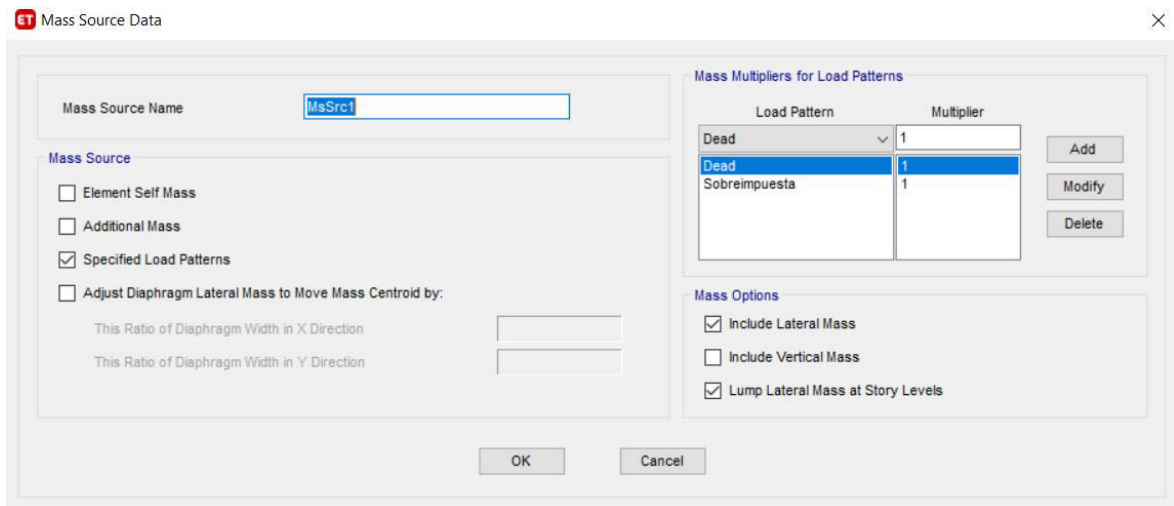 ET Mass Source Data
Mass Source Name MsSrc1
Mass Source
Element Self Mass
Additional Mass
Specified Load Patterns
Adjust Diaphragm Lateral Mass to Move Mass Centroid by:
This Ratio of Diaphragm Width in X Direction
This Ratio of Diaphragm Width in Y Direction
Mass Multipliers for Load Patterns
Load Pattern Multiplier
Dead 1
Dead 1
Sobreimpuesta 1
Add
Modify
Delete
Mass Options
Include Lateral Mass
Include Vertical Mass
Lump Lateral Mass at Story Levels
OK Cancel